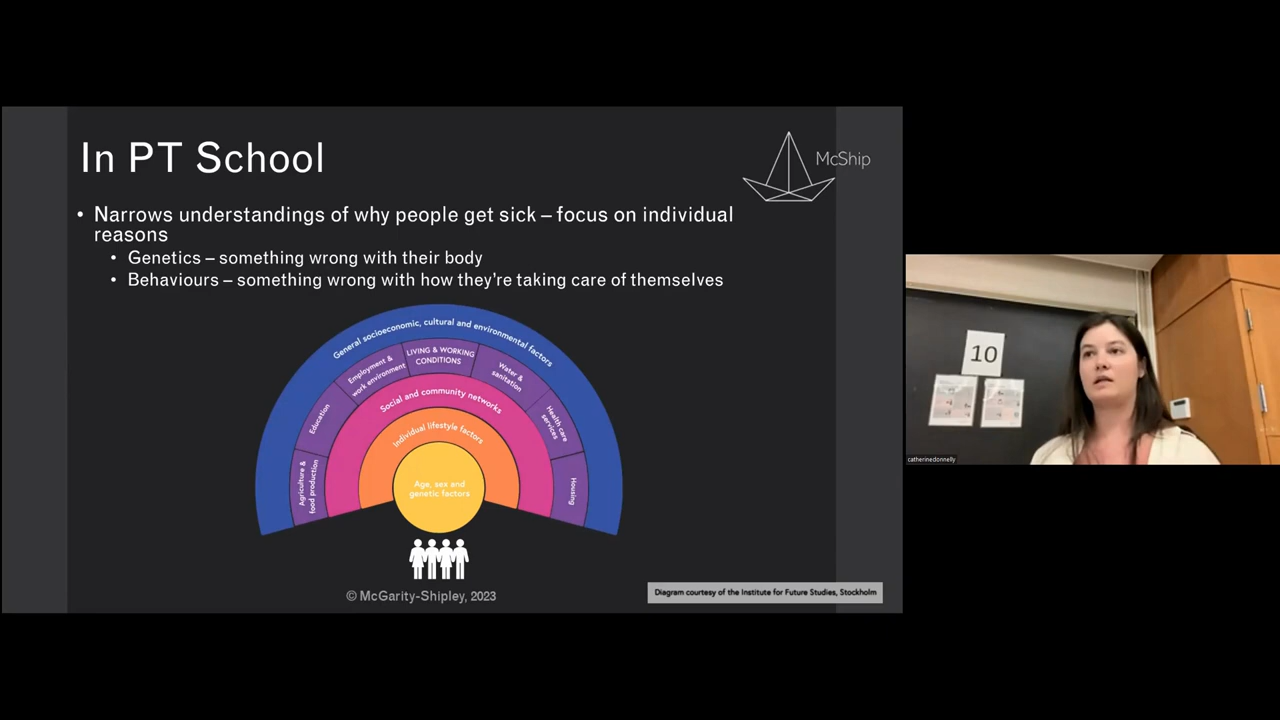 In PT School
McShip
• Narrows understandings of why people get sick – focus on individual
reasons
• Genetics – something wrong with their body
• Behaviours – something wrong with how they're taking care of themselves
General socioeconomic, cultural and environmental factors
Agriculture &
food production
Education
Employment &
work environment
LIVING & WORKING
CONDITIONS
Water &
sanitation
Health care
services
Housing
Social and community networks
Individual lifestyle factors
Age, sex and
genetic factors
© McGarity-Shipley, 2023
Diagram courtesy of the Institute for Future Studies, Stockholm
10
catherinedonnelly